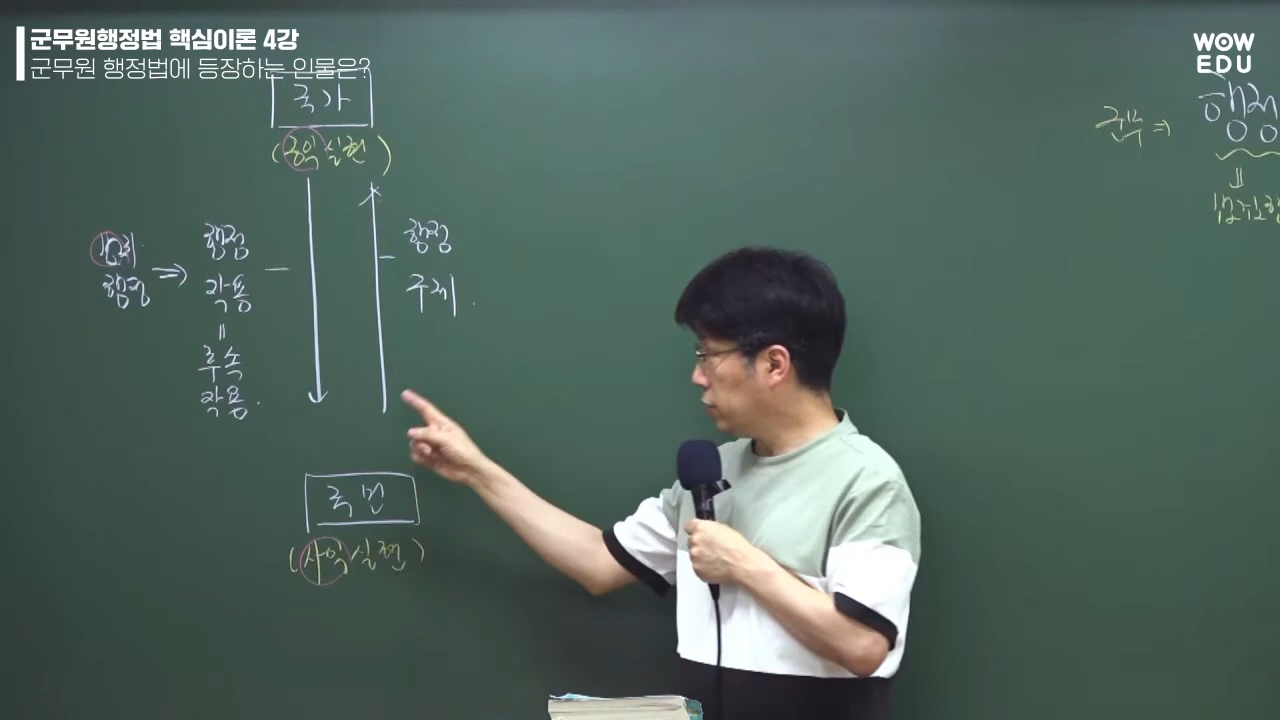 군무원행정법 핵심이론 4강
군무원 행정법에 등장하는 인물은?
WOW
EDU
국가
(공익실현)
행정
작용
=
후속
작용.
행정 ⇒
행정
주체.
국민
(사익실현)
군무 ⇒ 행정